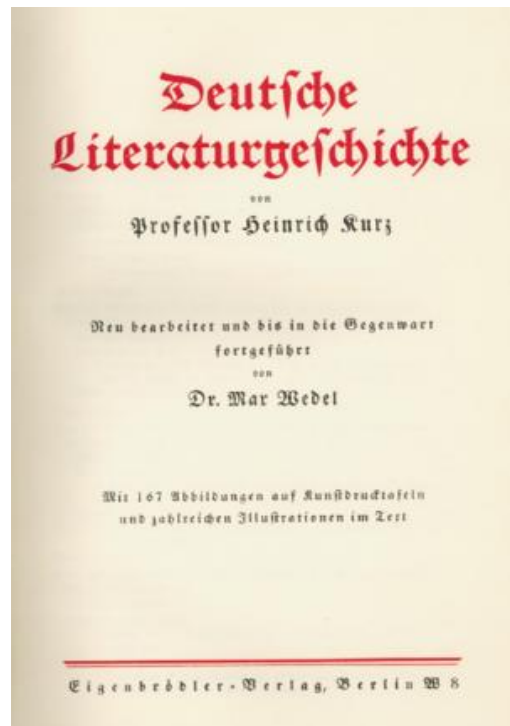 Deutſche
Literaturgeſchichte
von
Profeſſor Heinrich Kurz
Neu bearbeitet und bis in die Gegenwart
fortgeführt
von
Dr. Max Wedel
Mit 167 Abbildungen auf Kunſtdrucktafeln
und zahlreichen Illuſtrationen im Text
Eigenbrödler-Verlag, Berlin W 8